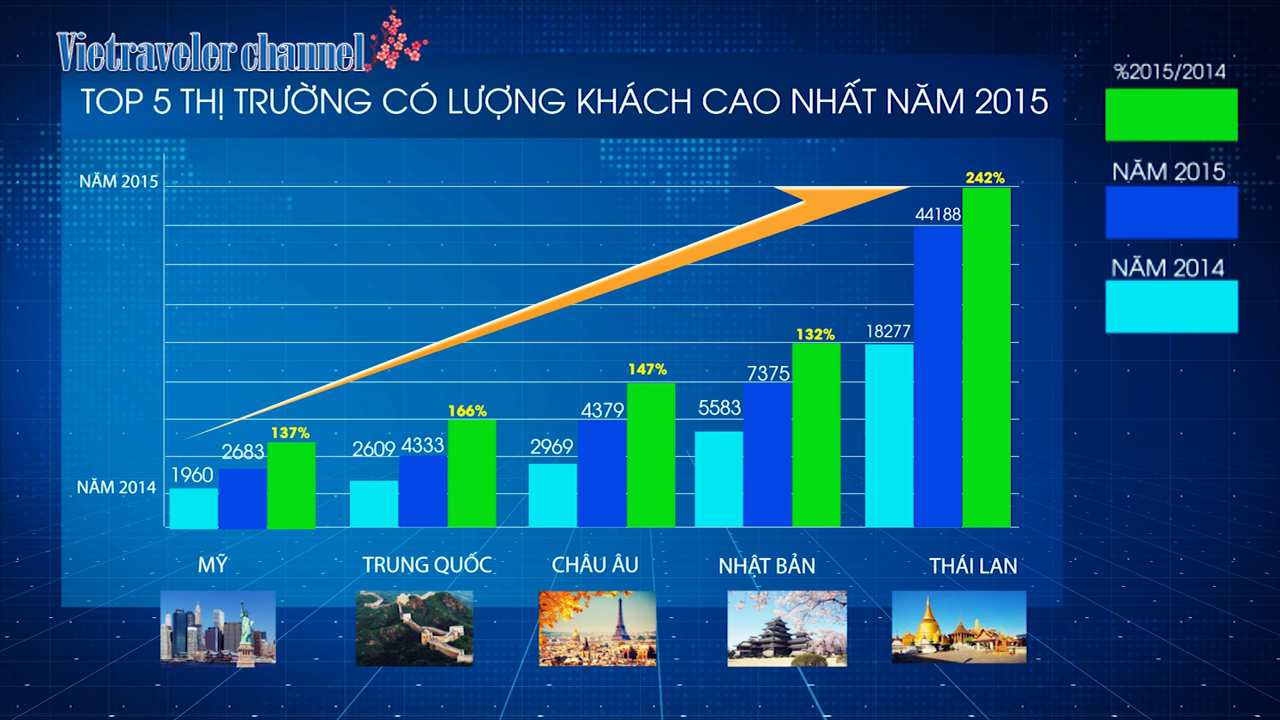 Vietraveler channel
TOP 5 THỊ TRƯỜNG CÓ LƯỢNG KHÁCH CAO NHẤT NĂM 2015
%2015/2014
NĂM 2015
NĂM 2014
NĂM 2015
NĂM 2014
1960
2683
137%
2609
4333
166%
2969
4379
147%
5583
7375
132%
18277
44188
242%
MỸ
TRUNG QUỐC
CHÂU ÂU
NHẬT BẢN
THÁI LAN